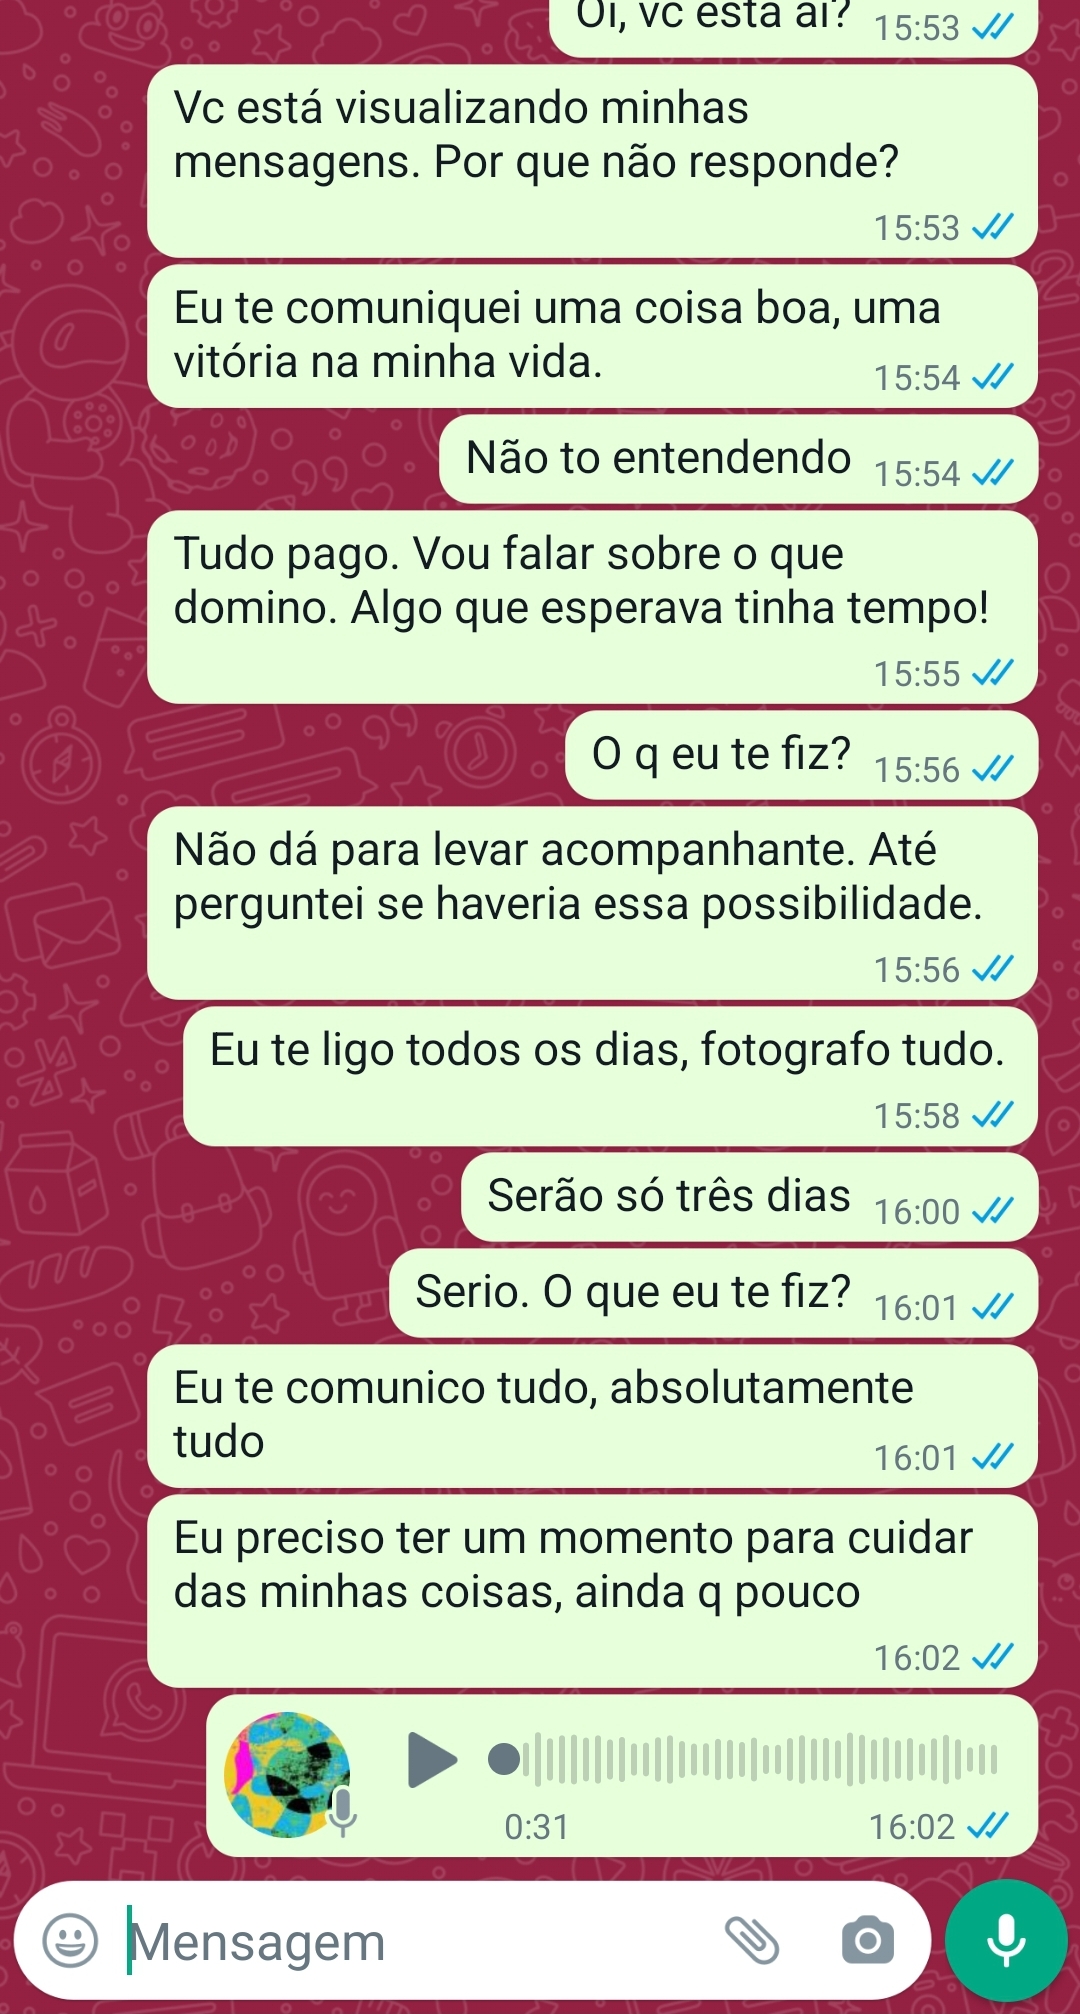 Oi, vc está aí? 15:53
Vc está visualizando minhas
mensagens. Por que não responde?
15:53
Eu te comuniquei uma coisa boa, uma
vitória na minha vida. 15:54
Não to entendendo 15:54
Tudo pago. Vou falar sobre o que
domino. Algo que esperava tinha tempo!
15:55
O q eu te fiz? 15:56
Não dá para levar acompanhante. Até
perguntei se haveria essa possibilidade.
15:56
Eu te ligo todos os dias, fotografo tudo.
15:58
Serão só três dias 16:00
Serio. O que eu te fiz? 16:01
Eu te comunico tudo, absolutamente
tudo 16:01
Eu preciso ter um momento para cuidar
das minhas coisas, ainda q pouco
16:02
0:31 16:02
Mensagem